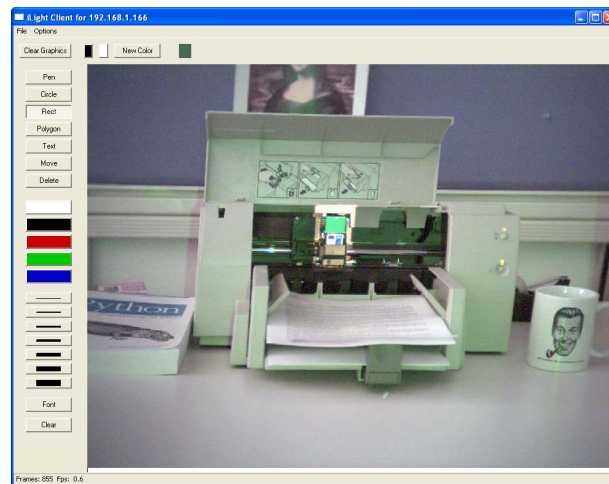 iLight Client for 192.168.1.166
File Options
Clear Graphics
New Color
Pen
Circle
Rect
Polygon
Text
Move
Delete
Python
Font
Clear
Frames: 855 Fps: 0.6